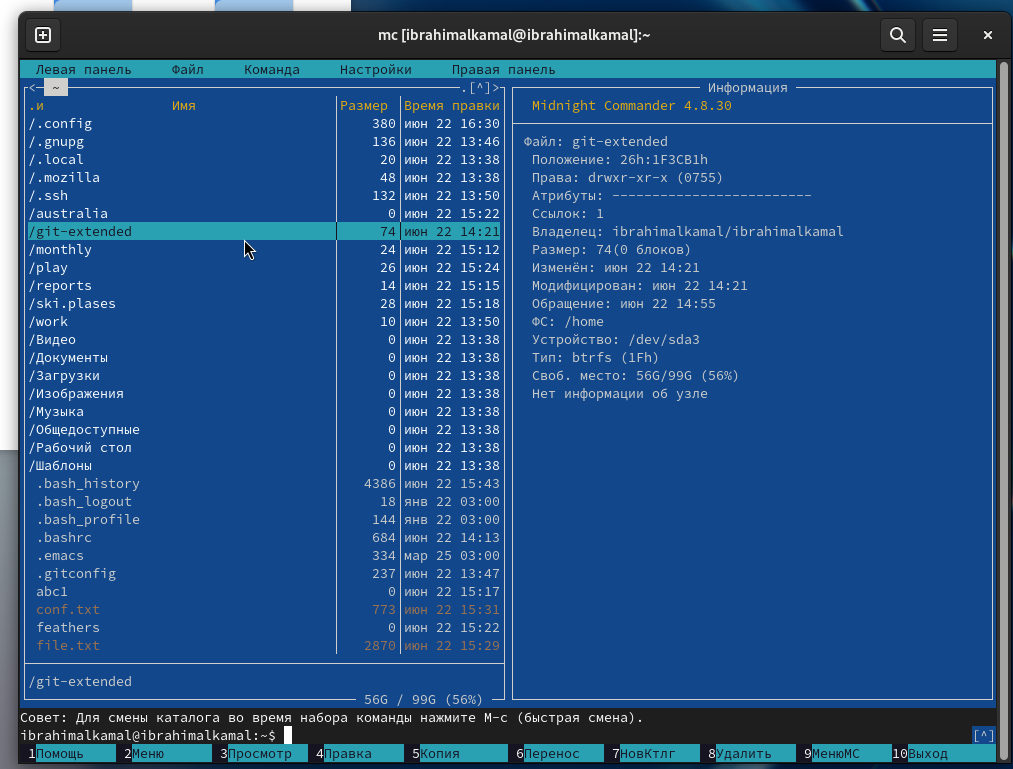 mc [ibrahimalkamal@ibrahimalkamal]:~
Левая панель Файл Команда Настройки Правая панель
<- ~ .[^]>
.и Имя Размер Время правки
/.config 380 июн 22 16:30
/.gnupg 136 июн 22 13:46
/.local 20 июн 22 13:38
/.mozilla 48 июн 22 13:38
/.ssh 132 июн 22 13:50
/australia 0 июн 22 15:22
/git-extended 74 июн 22 14:21
/monthly 24 июн 22 15:12
/play 26 июн 22 15:24
/reports 14 июн 22 15:15
/ski.plases 28 июн 22 15:18
/work 10 июн 22 13:50
/Видео 0 июн 22 13:38
/Документы 0 июн 22 13:38
/Загрузки 0 июн 22 13:38
/Изображения 0 июн 22 13:38
/Музыка 0 июн 22 13:38
/Общедоступные 0 июн 22 13:38
/Рабочий стол 0 июн 22 13:38
/Шаблоны 0 июн 22 13:38
.bash_history 4386 июн 22 15:43
.bash_logout 18 янв 22 03:00
.bash_profile 144 янв 22 03:00
.bashrc 684 июн 22 14:13
.emacs 334 мар 25 03:00
.gitconfig 237 июн 22 13:47
abc1 0 июн 22 15:17
conf.txt 773 июн 22 15:31
feathers 0 июн 22 15:22
file.txt 2870 июн 22 15:29
/git-extended
56G / 99G (56%)
Информация
Midnight Commander 4.8.30
Файл: git-extended
Положение: 26h:1F3CB1h
Права: drwxr-xr-x (0755)
Атрибуты: -------------------------
Ссылок: 1
Владелец: ibrahimalkamal/ibrahimalkamal
Размер: 74(0 блоков)
Изменён: июн 22 14:21
Модифицирован: июн 22 14:21
Обращение: июн 22 14:55
ФС: /home
Устройство: /dev/sda3
Тип: btrfs (1Fh)
Своб. место: 56G/99G (56%)
Нет информации об узле
Совет: Для смены каталога во время набора команды нажмите M-c (быстрая смена).
ibrahimalkamal@ibrahimalkamal:~$ [^]
1Помощь 2Меню 3Просмотр 4Правка 5Копия 6Перенос 7НовКтлг 8Удалить 9МенюMC 10Выход